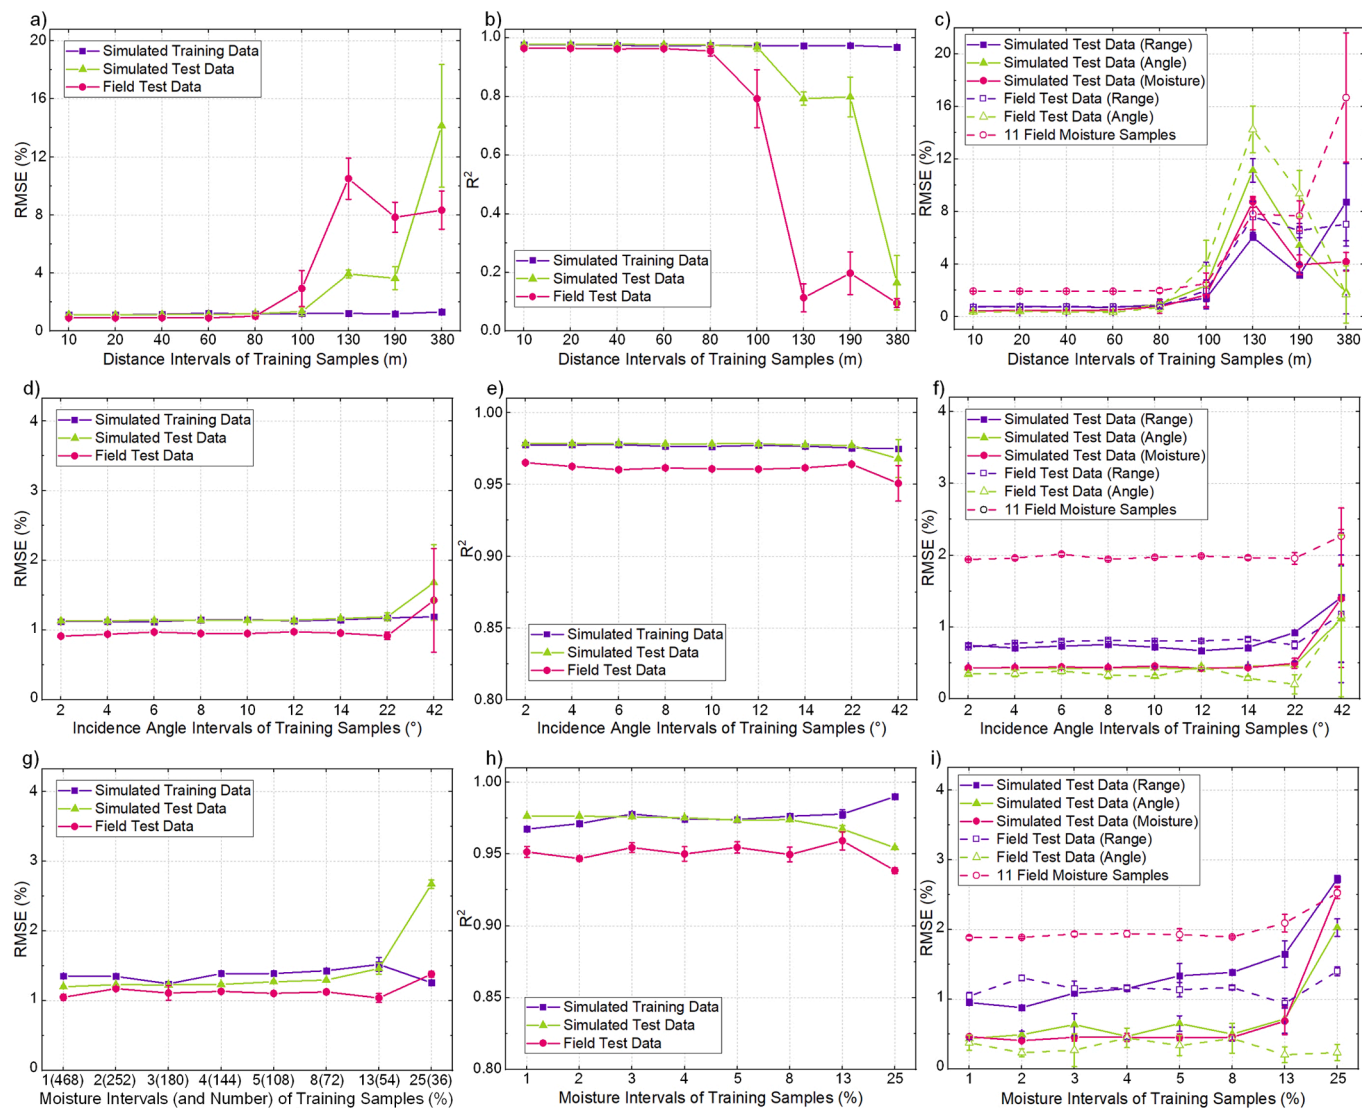 a)
20
16
12
8
4
0
RMSE (%)
Simulated Training Data
Simulated Test Data
Field Test Data
10 20 40 60 80 100 130 190 380
Distance Intervals of Training Samples (m)
b)
1.0
0.8
0.6
0.4
0.2
0.0
R²
Simulated Training Data
Simulated Test Data
Field Test Data
10 20 40 60 80 100 130 190 380
Distance Intervals of Training Samples (m)
c)
20
16
12
8
4
0
RMSE (%)
Simulated Test Data (Range)
Simulated Test Data (Angle)
Simulated Test Data (Moisture)
Field Test Data (Range)
Field Test Data (Angle)
11 Field Moisture Samples
10 20 40 60 80 100 130 190 380
Distance Intervals of Training Samples (m)
d)
4
3
2
1
0
RMSE (%)
Simulated Training Data
Simulated Test Data
Field Test Data
2 4 6 8 10 12 14 22 42
Incidence Angle Intervals of Training Samples (°)
e)
1.00
0.95
0.90
0.85
0.80
R²
Simulated Training Data
Simulated Test Data
Field Test Data
2 4 6 8 10 12 14 22 42
Incidence Angle Intervals of Training Samples (°)
f)
4
3
2
1
0
RMSE (%)
Simulated Test Data (Range)
Simulated Test Data (Angle)
Simulated Test Data (Moisture)
Field Test Data (Range)
Field Test Data (Angle)
11 Field Moisture Samples
2 4 6 8 10 12 14 22 42
Incidence Angle Intervals of Training Samples (°)
g)
4
3
2
1
0
RMSE (%)
Simulated Training Data
Simulated Test Data
Field Test Data
1(468) 2(252) 3(180) 4(144) 5(108) 8(72) 13(54) 25(36)
Moisture Intervals (and Number) of Training Samples (%)
h)
1.00
0.95
0.90
0.85
0.80
R²
Simulated Training Data
Simulated Test Data
Field Test Data
1 2 3 4 5 8 13 25
Moisture Intervals of Training Samples (%)
i)
4
3
2
1
0
RMSE (%)
Simulated Test Data (Range)
Simulated Test Data (Angle)
Simulated Test Data (Moisture)
Field Test Data (Range)
Field Test Data (Angle)
11 Field Moisture Samples
1 2 3 4 5 8 13 25
Moisture Intervals of Training Samples (%)